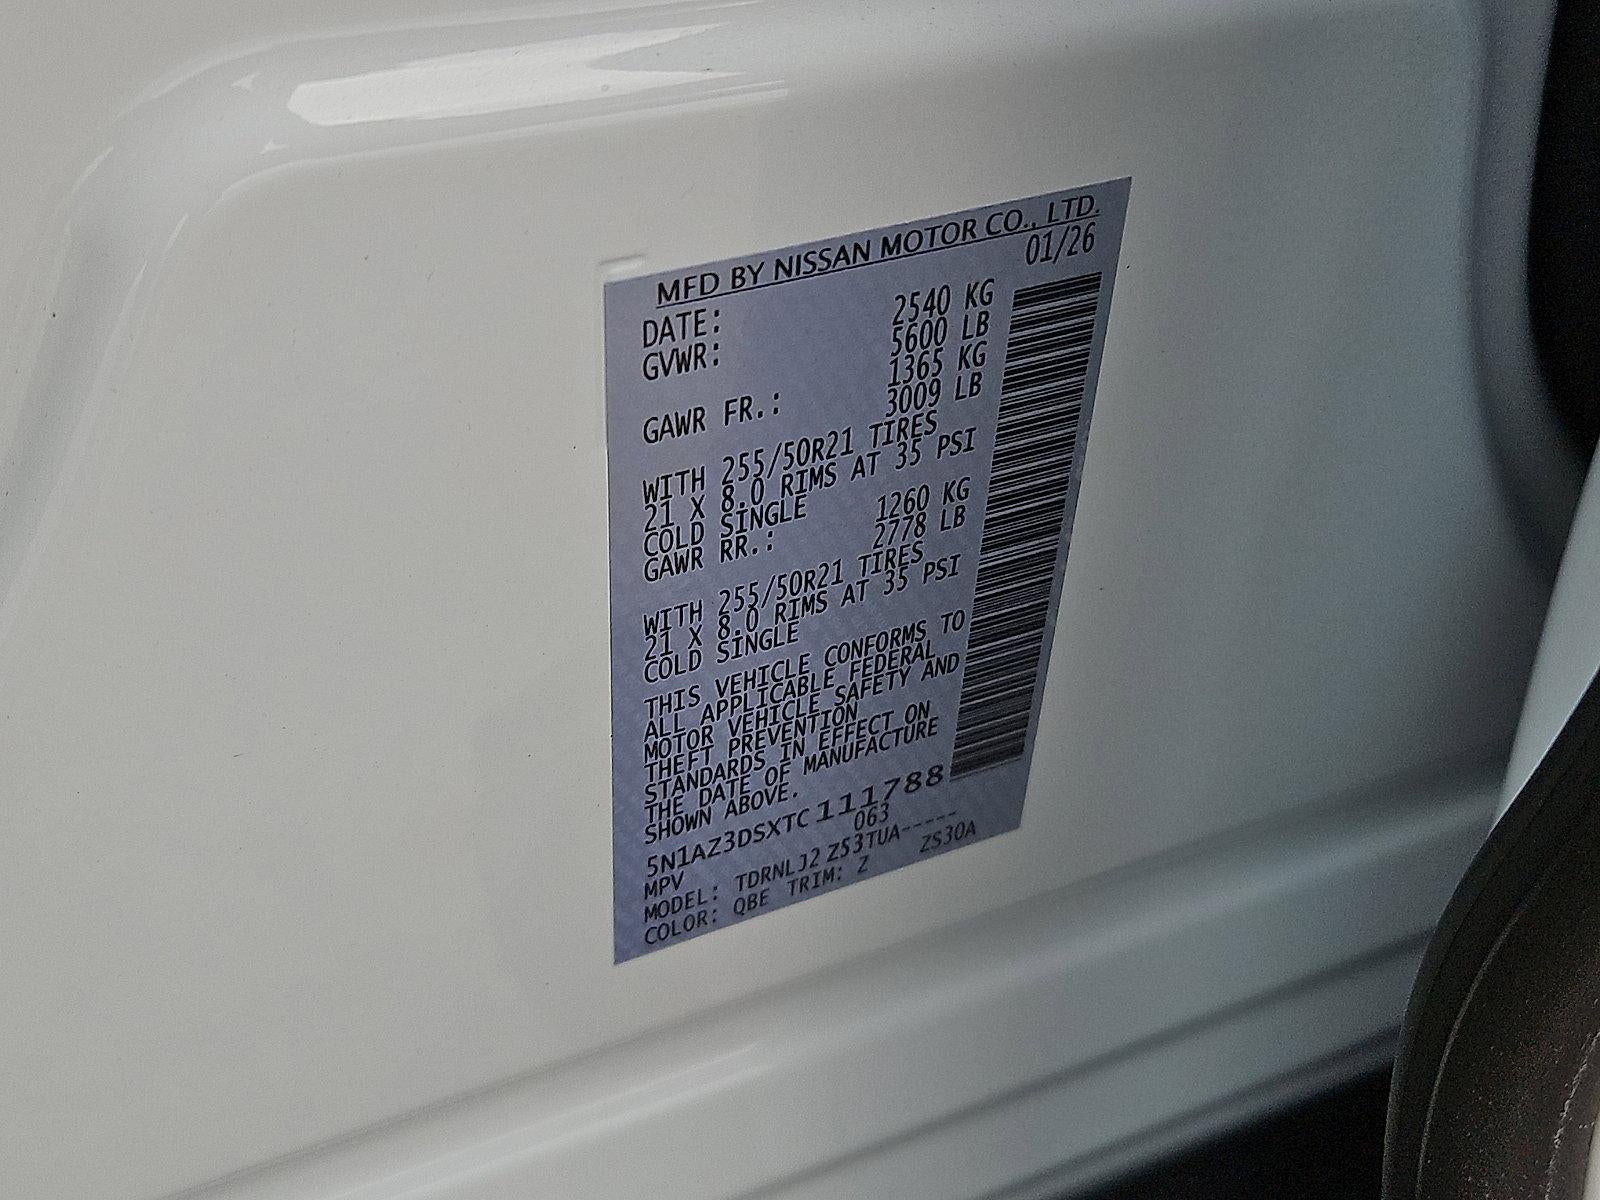 MFD BY NISSAN MOTOR CO., LTD.
DATE: 01/26
GVWR: 2540 KG
5600 LB
GAWR FR.: 1365 KG
3009 LB
WITH 255/50R21 TIRES
21 X 8.0 RIMS AT 35 PSI
COLD SINGLE
GAWR RR.: 1260 KG
2778 LB
WITH 255/50R21 TIRES
21 X 8.0 RIMS AT 35 PSI
COLD SINGLE
THIS VEHICLE CONFORMS TO
ALL APPLICABLE FEDERAL
MOTOR VEHICLE SAFETY AND
THEFT PREVENTION
STANDARDS IN EFFECT ON
THE DATE OF MANUFACTURE
SHOWN ABOVE.
5N1AZ3DSXTC111788
MPV 063
MODEL: TDRNLJ2 ZS3TUA-----
COLOR: QBE TRIM: Z ZS30A